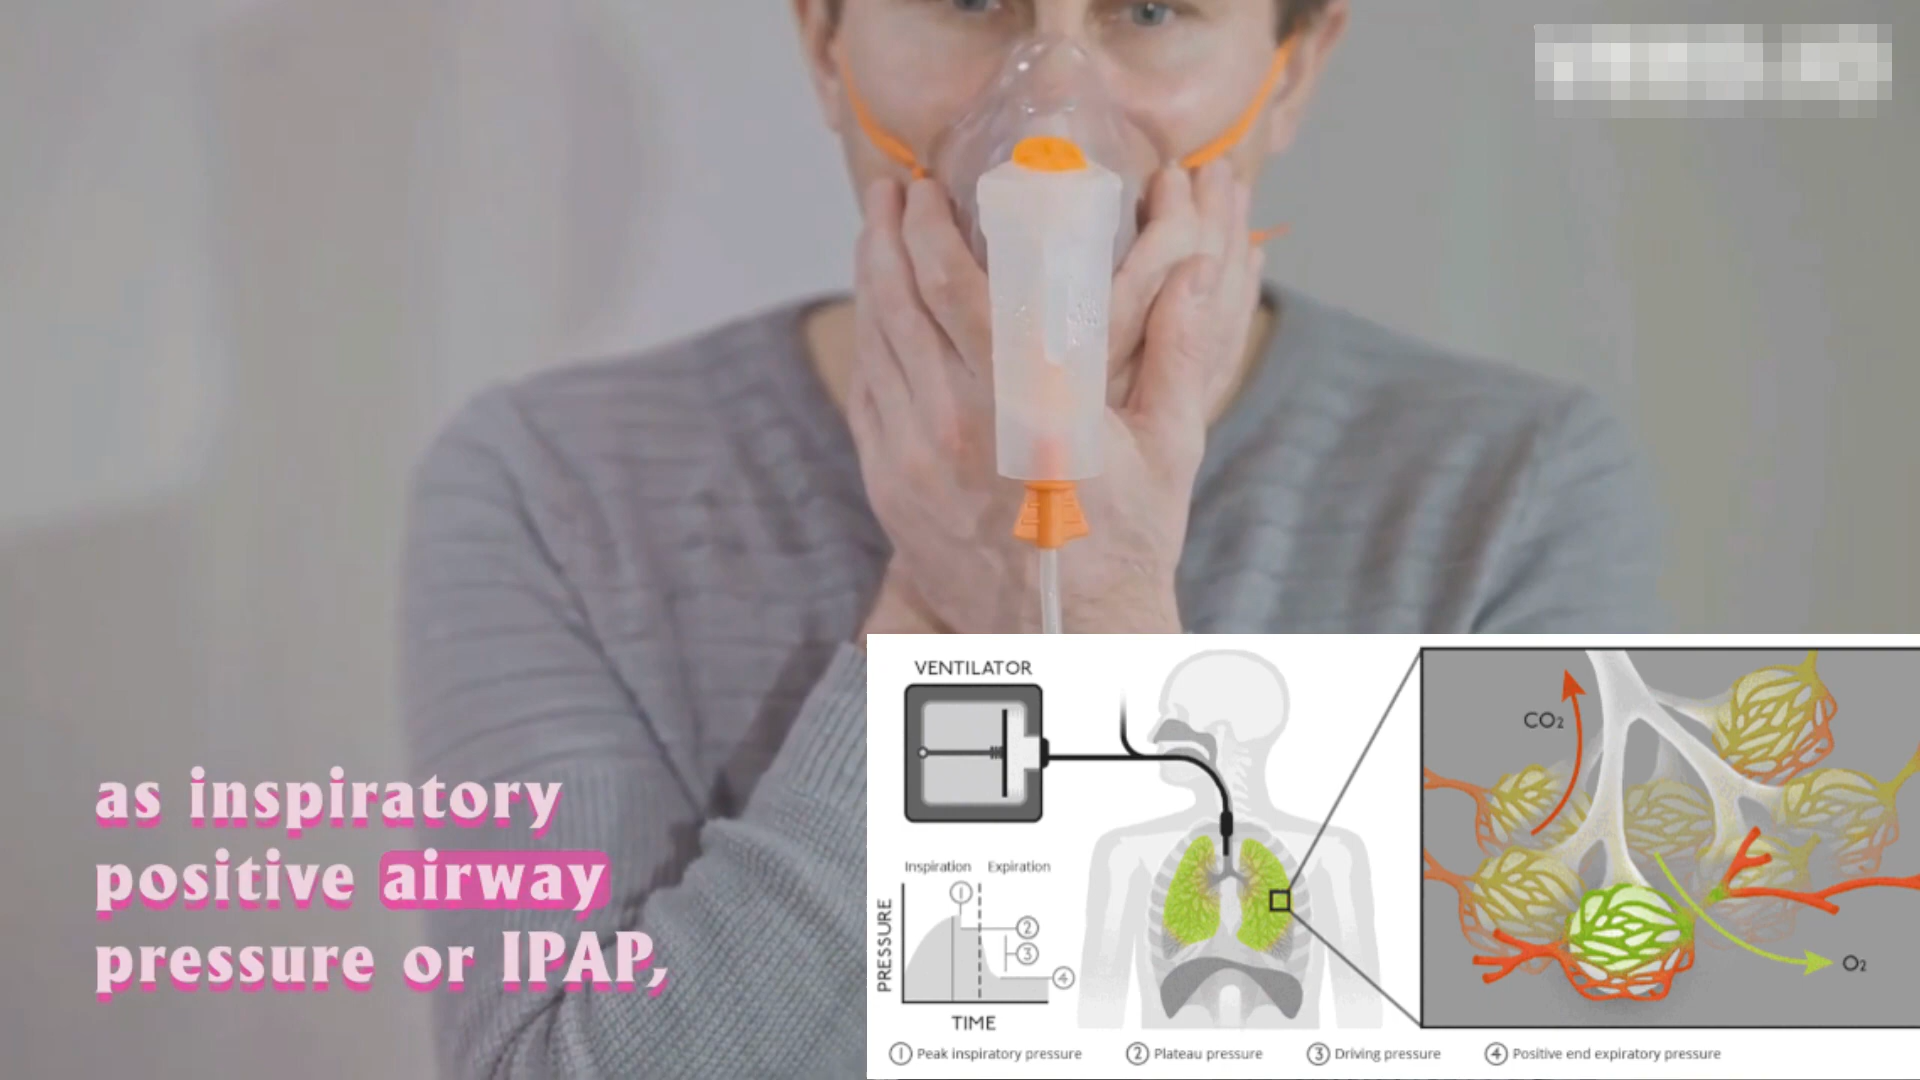 as inspiratory
positive airway
pressure or IPAP,
VENTILATOR
CO₂
O₂
Inspiration Expiration
PRESSURE
1
2
3
4
TIME
1 Peak inspiratory pressure 2 Plateau pressure 3 Driving pressure 4 Positive end expiratory pressure